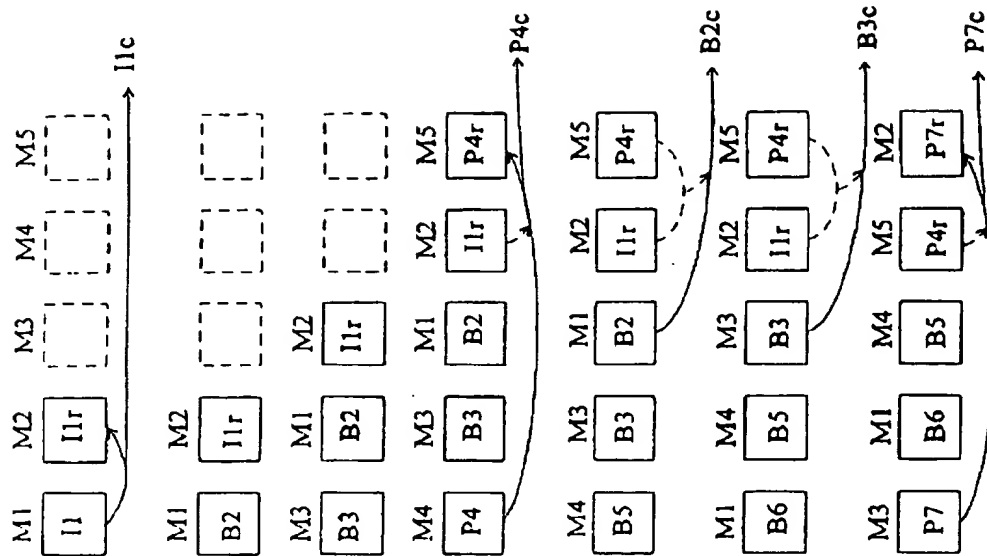 M1 M2 M3 M4 M5
I1 I1r
I1c
M1 M2
B2 I1r
M3 M1 M2
B3 B2 I1r
M4 M3 M1 M2 M5
P4 B3 B2 I1r P4r
P4c
M4 M3 M1 M2 M5
B5 B3 B2 I1r P4r
B2c
M1 M4 M3 M2 M5
B6 B5 B3 I1r P4r
B3c
M3 M1 M4 M5 M2
P7 B6 B5 P4r P7r
P7c